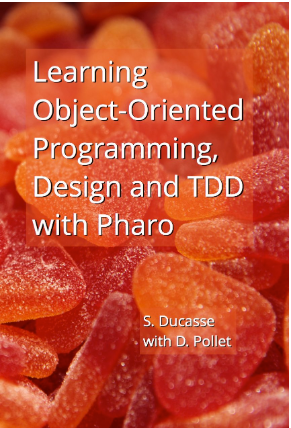 Learning
Object-Oriented
Programming,
Design and TDD
with Pharo
S. Ducasse
with D. Pollet